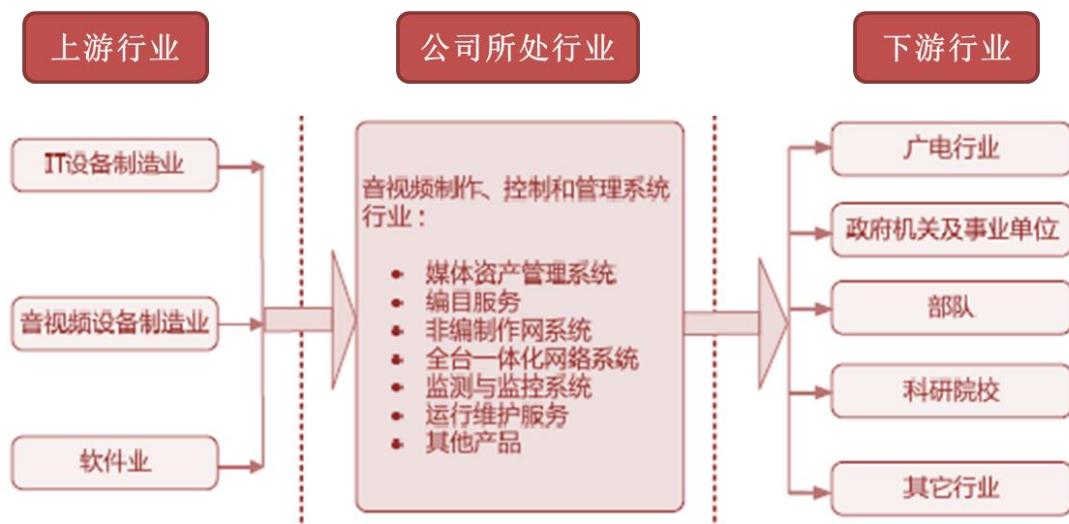 上游行业
公司所处行业
下游行业
IT设备制造业
音视频设备制造业
软件业
音视频制作、控制和管理系统
行业：
媒体资产管理系统
编目服务
非编制作网系统
全台一体化网络系统
监测与监控系统
运行维护服务
其他产品
广电行业
政府机关及事业单位
部队
科研院校
其它行业